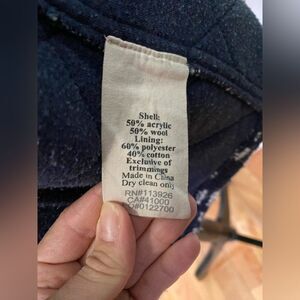 Shell:
50% acrylic
50% wool
Lining:
60% polyester
40% cotton
Exclusive of
trimmings
Made in China
Dry clean only
RN#113926
CA#41000